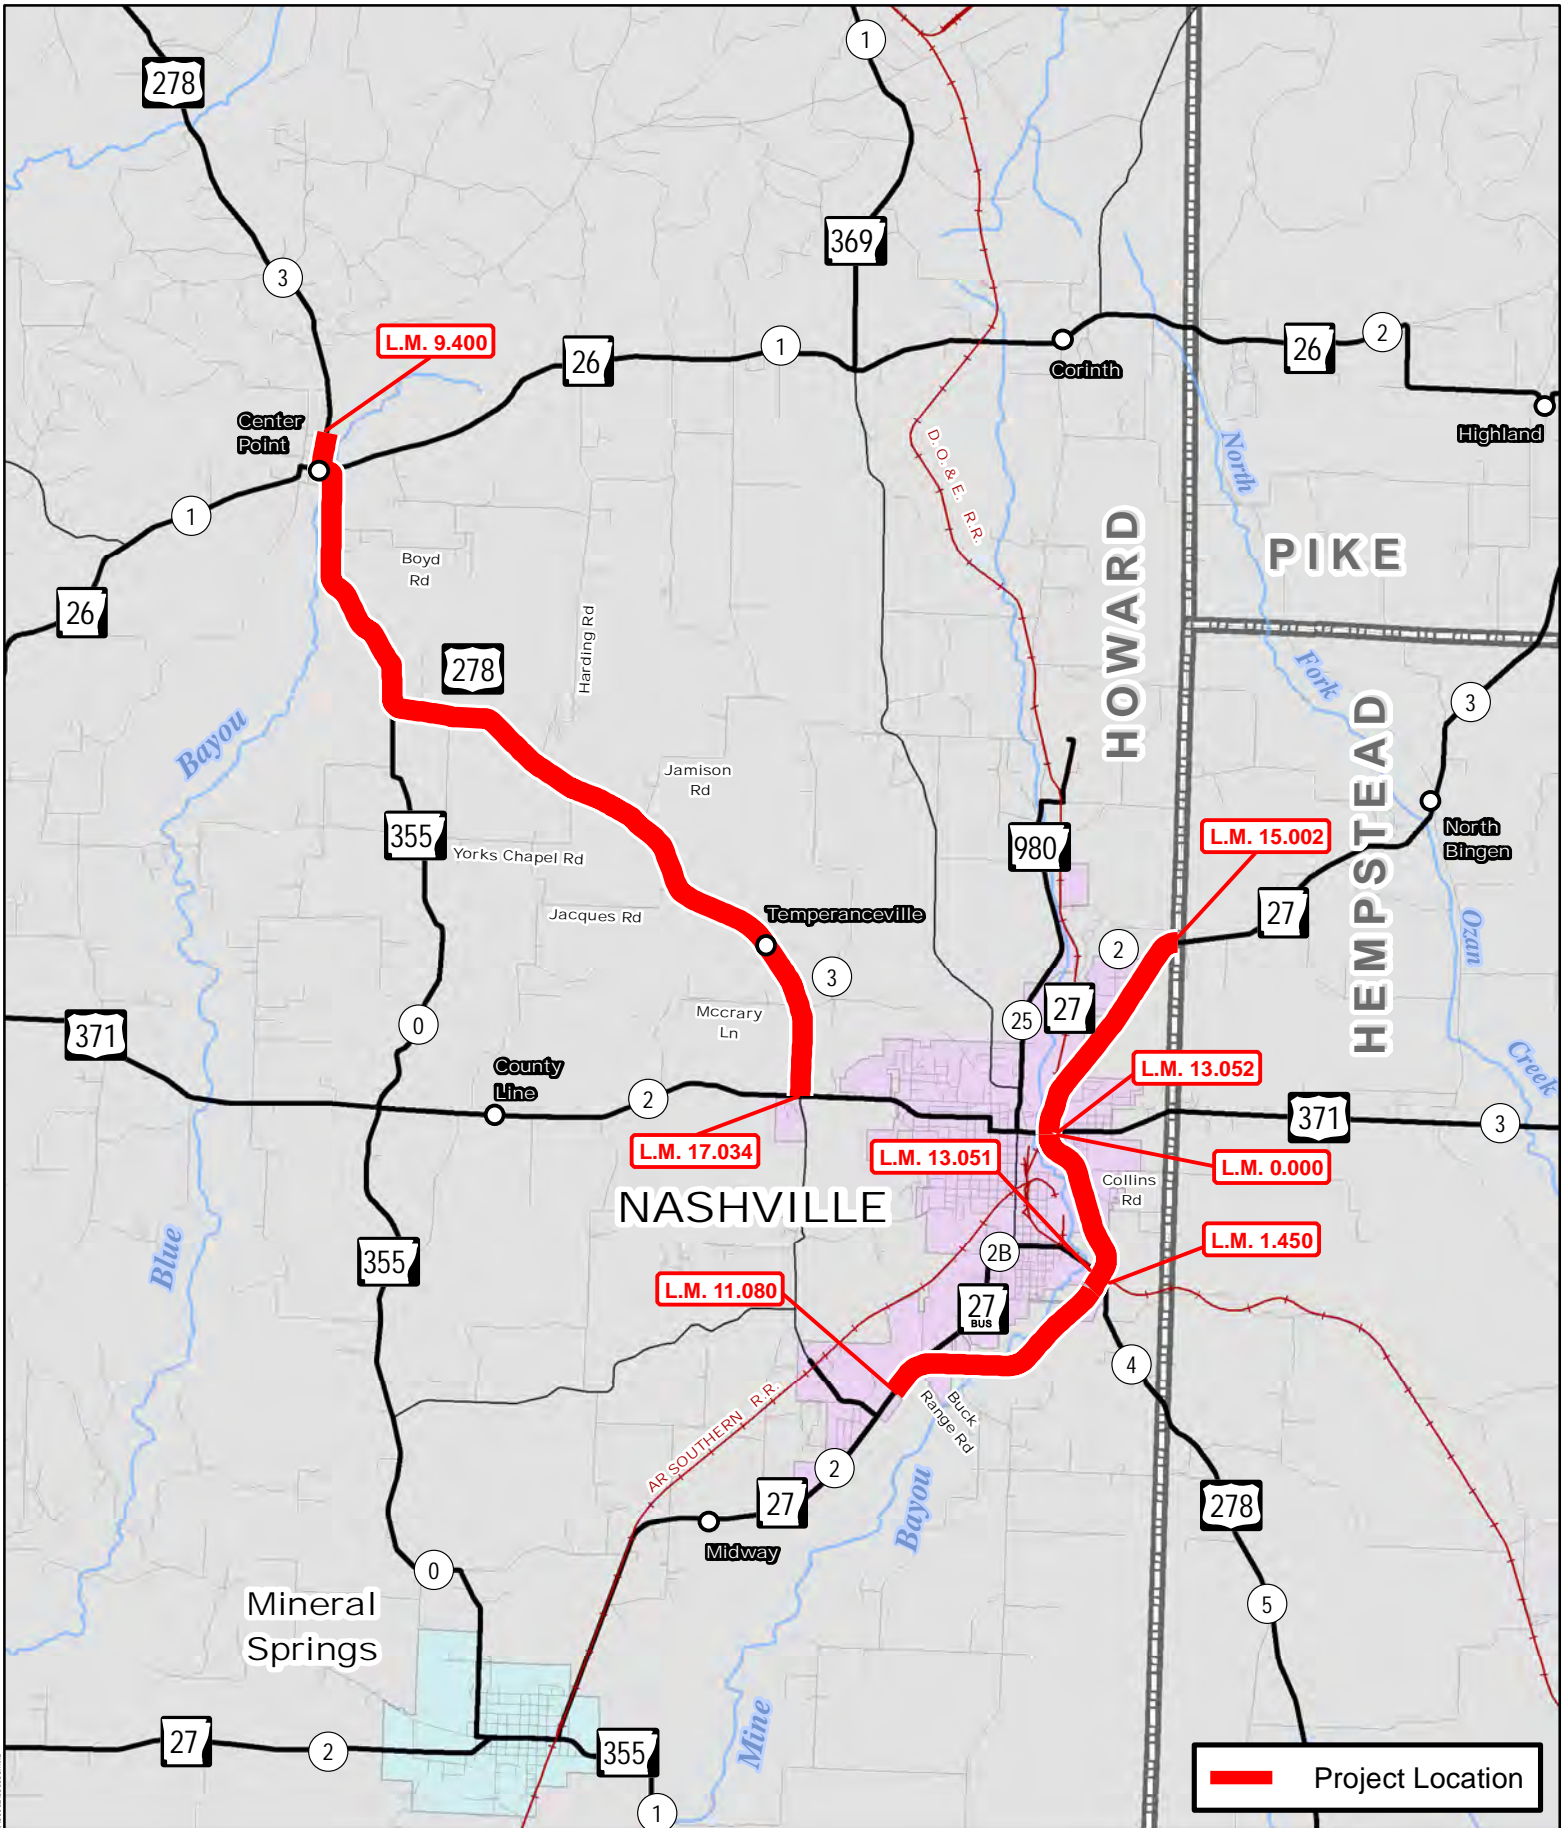 1
278
369
3
L.M. 9.400
1
26
26
2
Corinth
Center
Point
Highland
D.O.& E. R.R.
North
1
HOWARD
PIKE
Boyd
Rd
26
Harding Rd
278
Fork
3
HEMPSTEAD
Bayou
Jamison
Rd
North
Bingen
355
980
L.M. 15.002
Yorks Chapel Rd
Jacques Rd
Temperanceville
27
Ozan
2
3
Mccrary
Ln
27
25
0
371
County
Line
L.M. 13.052
Creek
2
371
3
L.M. 17.034
L.M. 13.051
L.M. 0.000
Collins
Rd
NASHVILLE
Blue
355
2B
L.M. 1.450
L.M. 11.080
27
BUS
4
Buck
Range Rd
AR SOUTHERN R.R.
2
27
Midway
Bayou
278
0
5
Mineral
Springs
Mine
27
2
355
1
Project Location